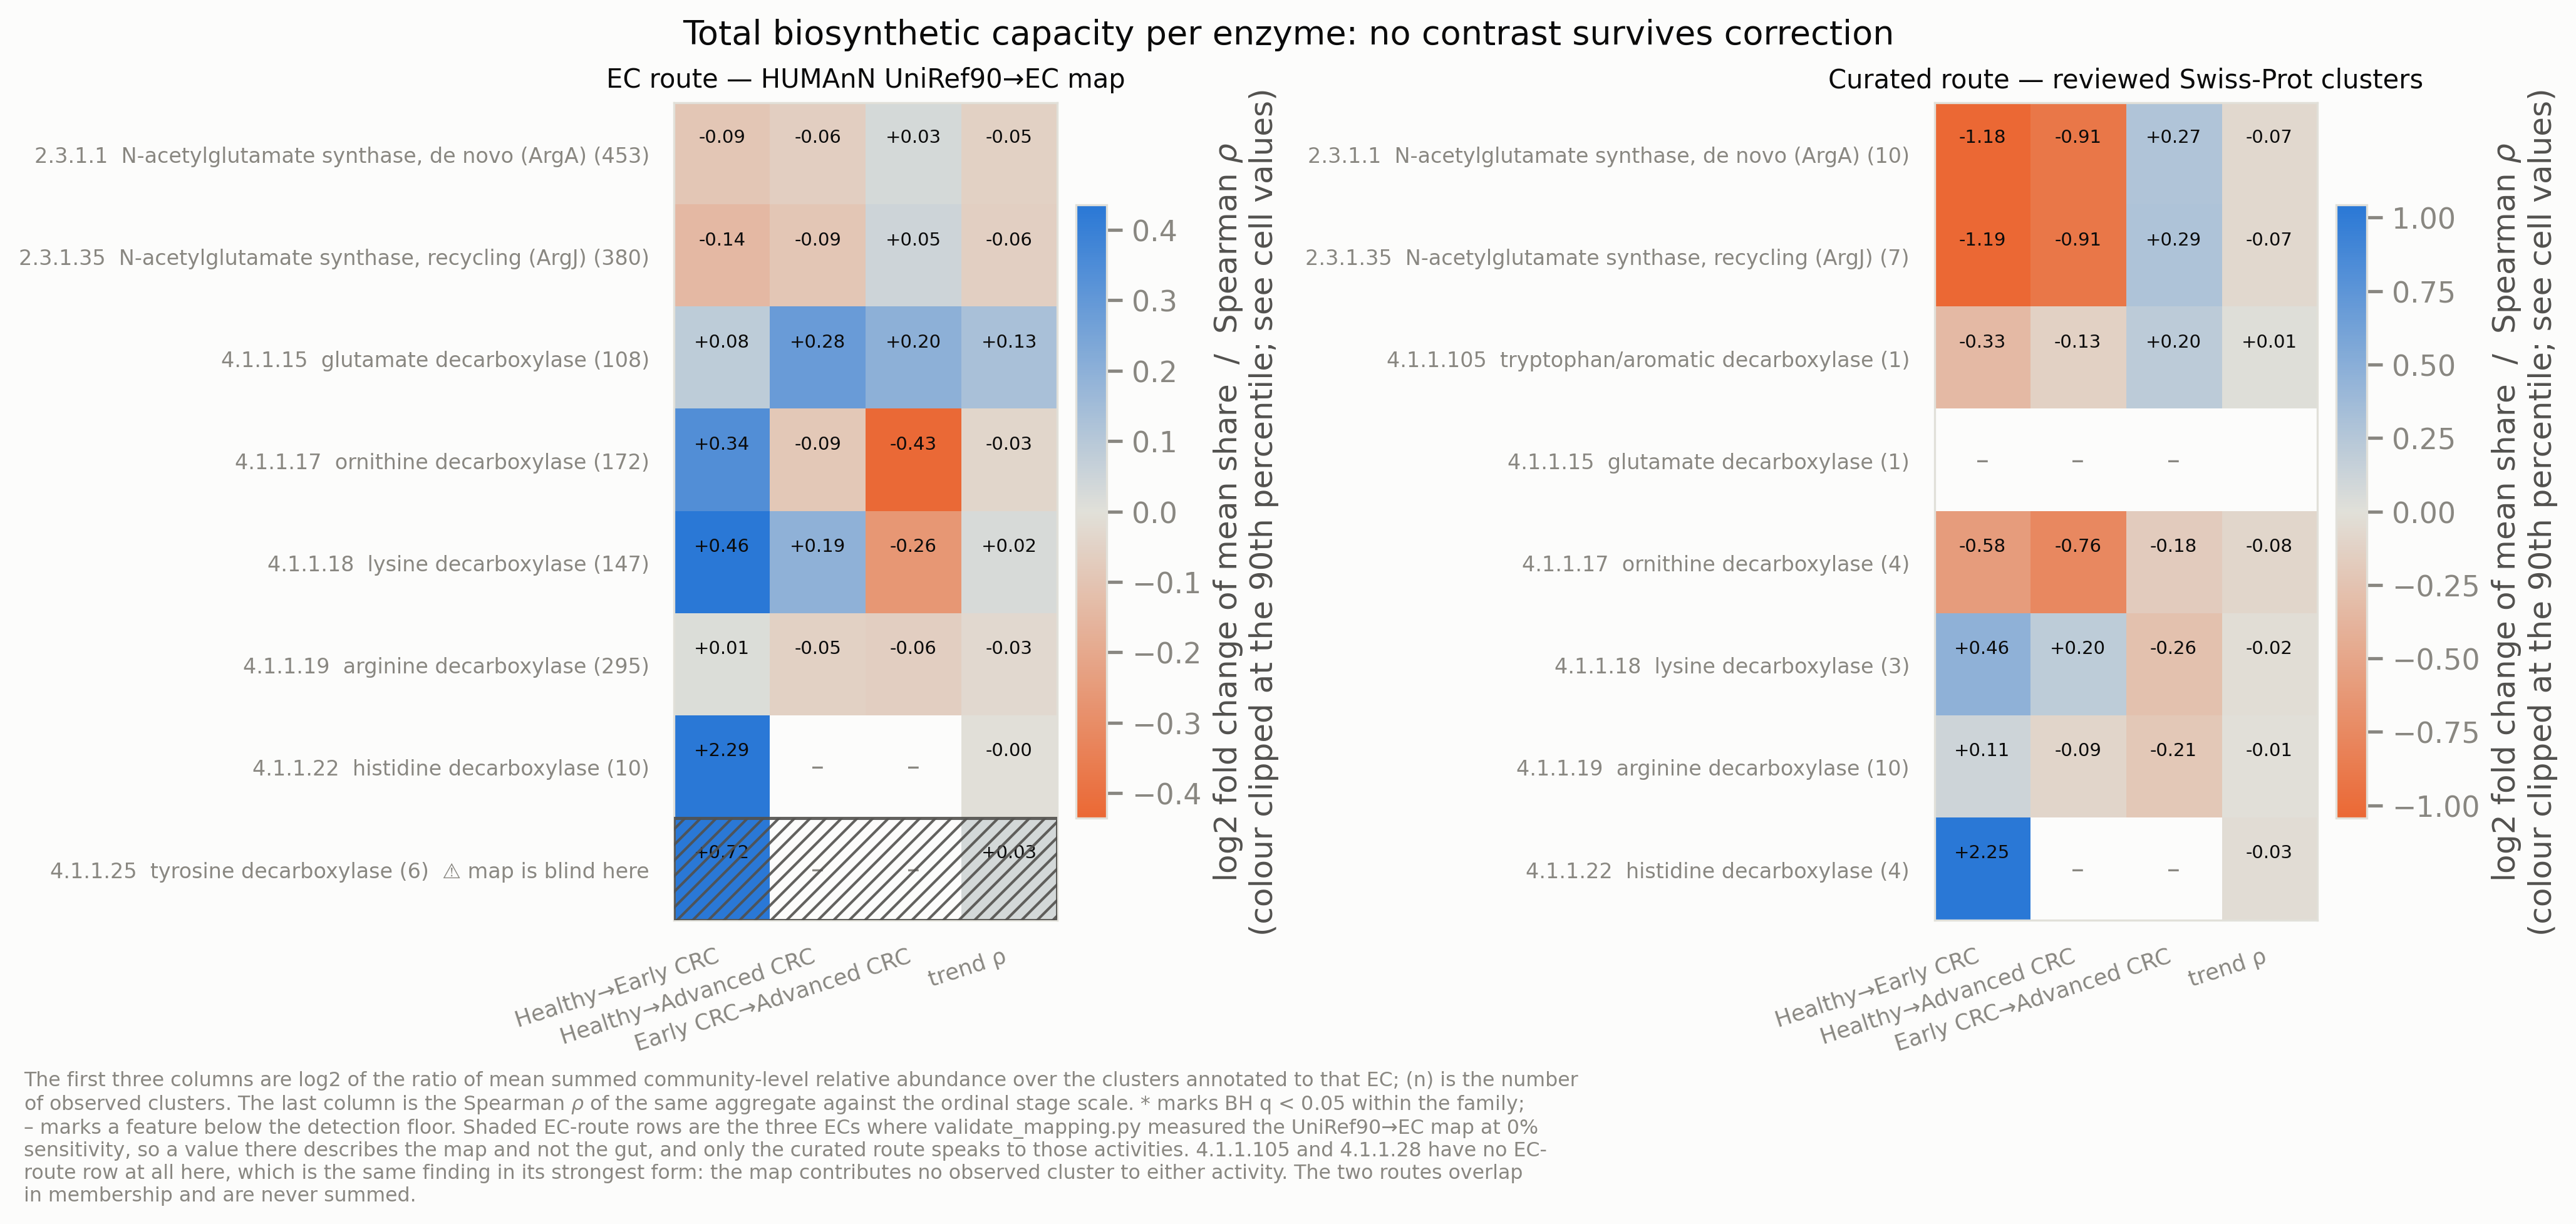 Total biosynthetic capacity per enzyme: no contrast survives correction
EC route — HUMAnN UniRef90→EC map
2.3.1.1  N-acetylglutamate synthase, de novo (ArgA) (453)
-0.09 -0.06 +0.03 -0.05
2.3.1.35  N-acetylglutamate synthase, recycling (ArgJ) (380)
-0.14 -0.09 +0.05 -0.06
4.1.1.15  glutamate decarboxylase (108)
+0.08 +0.28 +0.20 +0.13
4.1.1.17  ornithine decarboxylase (172)
+0.34 -0.09 -0.43 -0.03
4.1.1.18  lysine decarboxylase (147)
+0.46 +0.19 -0.26 +0.02
4.1.1.19  arginine decarboxylase (295)
+0.01 -0.05 -0.06 -0.03
4.1.1.22  histidine decarboxylase (10)
+2.29 – – -0.00
4.1.1.25  tyrosine decarboxylase (6)  ⚠ map is blind here
+0.72 – – +0.03
Healthy→Early CRC
Healthy→Advanced CRC
Early CRC→Advanced CRC
trend ρ
0.4
0.3
0.2
0.1
0.0
−0.1
−0.2
−0.3
−0.4
log2 fold change of mean share / Spearman ρ
(colour clipped at the 90th percentile; see cell values)
Curated route — reviewed Swiss-Prot clusters
2.3.1.1  N-acetylglutamate synthase, de novo (ArgA) (10)
-1.18 -0.91 +0.27 -0.07
2.3.1.35  N-acetylglutamate synthase, recycling (ArgJ) (7)
-1.19 -0.91 +0.29 -0.07
4.1.1.105  tryptophan/aromatic decarboxylase (1)
-0.33 -0.13 +0.20 +0.01
4.1.1.15  glutamate decarboxylase (1)
– – –
4.1.1.17  ornithine decarboxylase (4)
-0.58 -0.76 -0.18 -0.08
4.1.1.18  lysine decarboxylase (3)
+0.46 +0.20 -0.26 -0.02
4.1.1.19  arginine decarboxylase (10)
+0.11 -0.09 -0.21 -0.01
4.1.1.22  histidine decarboxylase (4)
+2.25 – – -0.03
Healthy→Early CRC
Healthy→Advanced CRC
Early CRC→Advanced CRC
trend ρ
1.00
0.75
0.50
0.25
0.00
−0.25
−0.50
−0.75
−1.00
log2 fold change of mean share / Spearman ρ
(colour clipped at the 90th percentile; see cell values)
The first three columns are log2 of the ratio of mean summed community-level relative abundance over the clusters annotated to that EC; (n) is the number
of observed clusters. The last column is the Spearman ρ of the same aggregate against the ordinal stage scale. * marks BH q < 0.05 within the family;
– marks a feature below the detection floor. Shaded EC-route rows are the three ECs where validate_mapping.py measured the UniRef90→EC map at 0%
sensitivity, so a value there describes the map and not the gut, and only the curated route speaks to those activities. 4.1.1.105 and 4.1.1.28 have no EC-
route row at all here, which is the same finding in its strongest form: the map contributes no observed cluster to either activity. The two routes overlap
in membership and are never summed.